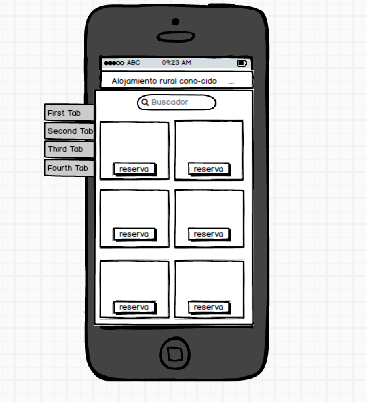 ABC 09:23 AM
Alojamiento rural cono-cido ...
Buscador
First Tab
Second Tab
Third Tab
Fourth Tab
reserva reserva
reserva reserva
reserva reserva